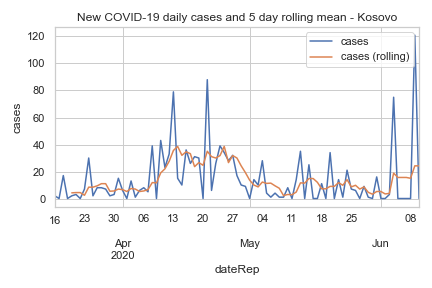 New COVID-19 daily cases and 5 day rolling mean - Kosovo
cases
cases (rolling)
120
100
80
60
40
20
0
cases
16 23 30 06 13 20 27 04 11 18 25 08
Apr May Jun
2020
dateRep